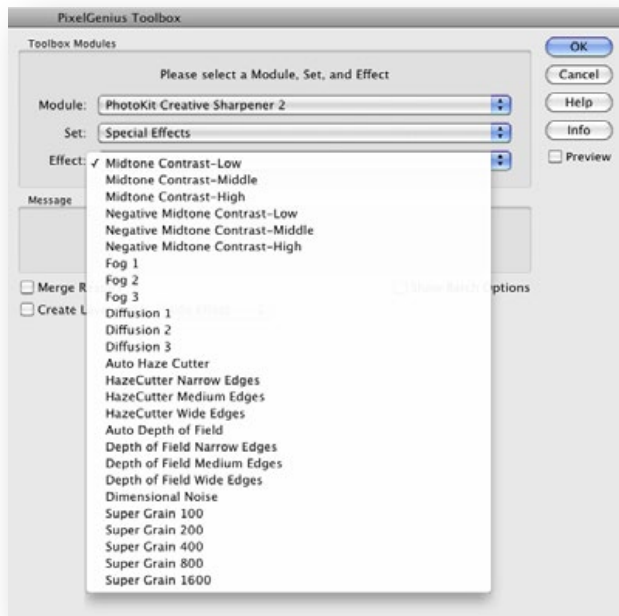 PixelGenius Toolbox
Toolbox Modules
Please select a Module, Set, and Effect
Module: PhotoKit Creative Sharpener 2
Set: Special Effects
Effect: ✓ Midtone Contrast-Low
Midtone Contrast-Middle
Midtone Contrast-High
Negative Midtone Contrast-Low
Negative Midtone Contrast-Middle
Negative Midtone Contrast-High
Fog 1
Fog 2
Fog 3
Diffusion 1
Diffusion 2
Diffusion 3
Auto Haze Cutter
HazeCutter Narrow Edges
HazeCutter Medium Edges
HazeCutter Wide Edges
Auto Depth of Field
Depth of Field Narrow Edges
Depth of Field Medium Edges
Depth of Field Wide Edges
Dimensional Noise
Super Grain 100
Super Grain 200
Super Grain 400
Super Grain 800
Super Grain 1600
Message
Merge R
Options
Create L
OK
Cancel
Help
Info
Preview